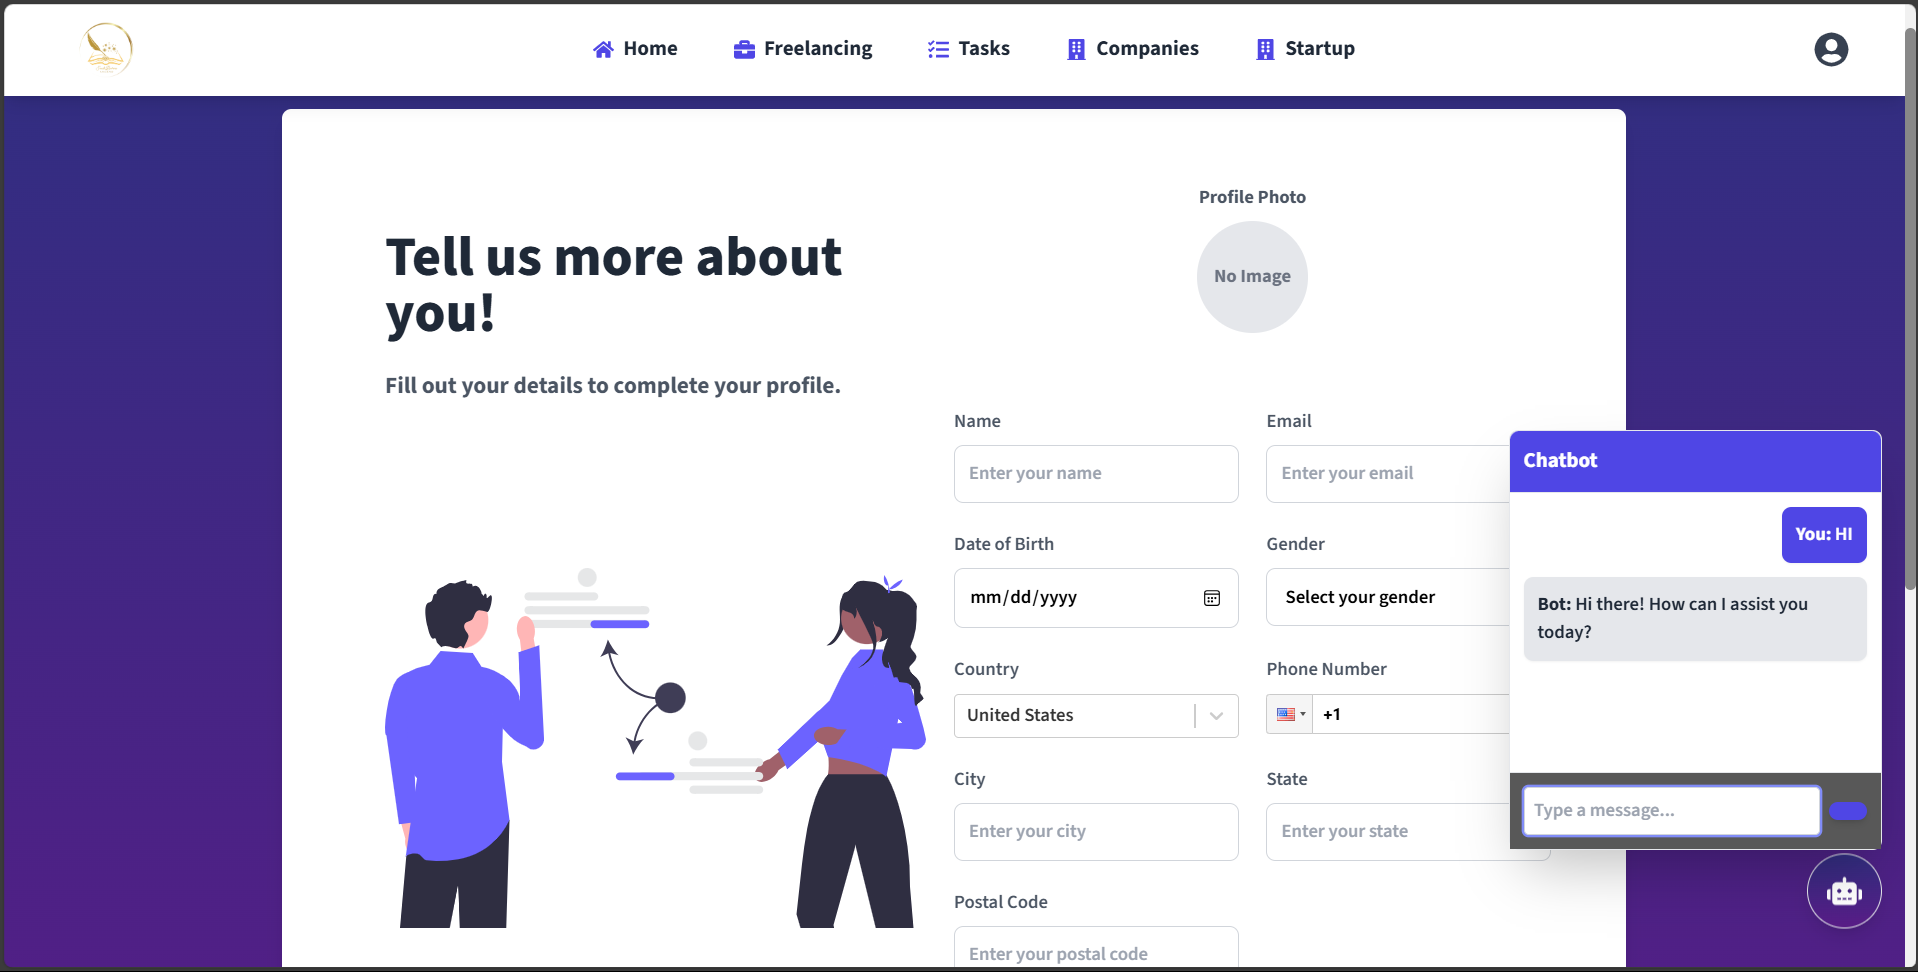 Home
Freelancing
Tasks
Companies
Startup
Tell us more about
you!
Fill out your details to complete your profile.
Profile Photo
No Image
Name
Email
Enter your name
Enter your email
Date of Birth
Gender
mm/dd/yyyy
Select your gender
Country
Phone Number
United States
+1
City
State
Enter your city
Enter your state
Postal Code
Enter your postal code
Chatbot
You: HI
Bot: Hi there! How can I assist you
today?
Type a message...